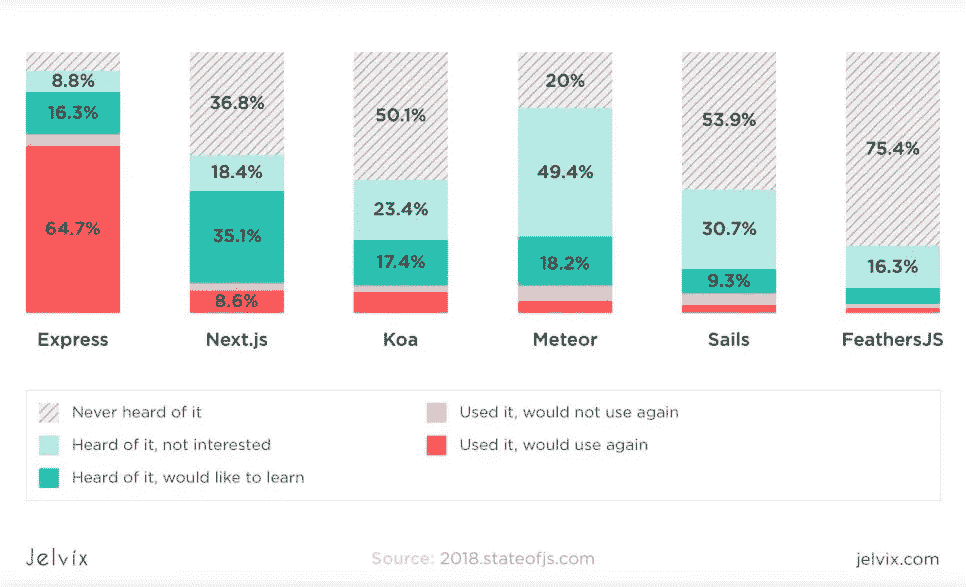 8.8%
16.3%
64.7%
36.8%
18.4%
35.1%
8.6%
50.1%
23.4%
17.4%
20%
49.4%
18.2%
53.9%
30.7%
9.3%
75.4%
16.3%
Express
Next.js
Koa
Meteor
Sails
FeathersJS
Never heard of it
Heard of it, not interested
Heard of it, would like to learn
Used it, would not use again
Used it, would use again
Jelvix
Source: 2018.stateofjs.com
jelvix.com